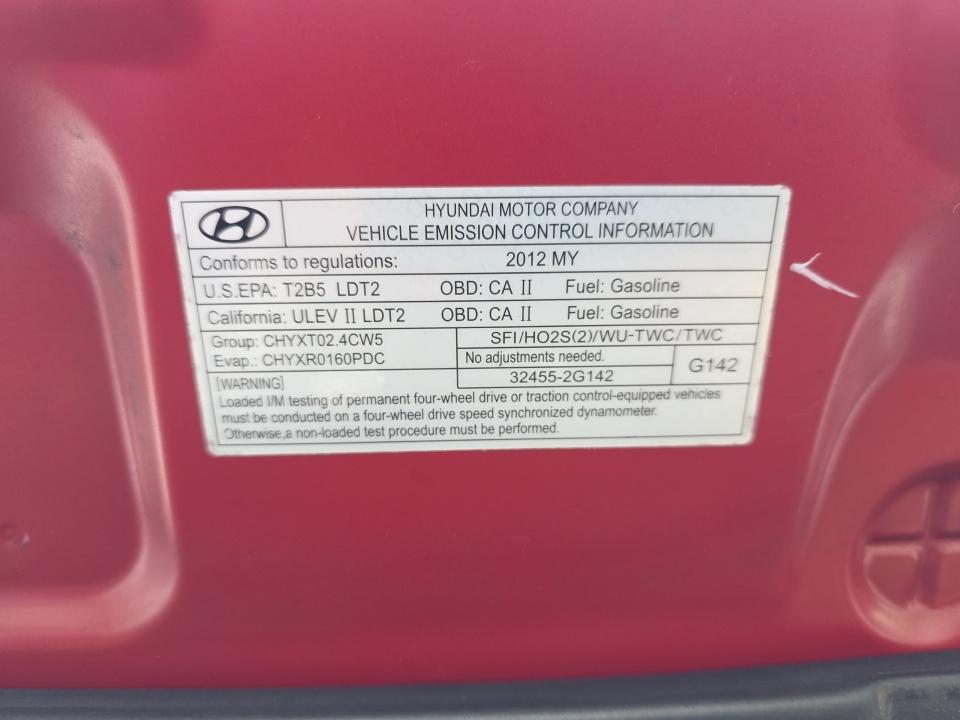 HYUNDAI MOTOR COMPANY
VEHICLE EMISSION CONTROL INFORMATION
Conforms to regulations: 2012 MY
U.S.EPA: T2B5 LDT2 OBD: CA II Fuel: Gasoline
California: ULEV II LDT2 OBD: CA II Fuel: Gasoline
Group: CHYXT02.4CW5
Evap.: CHYXR0160PDC
SFI/HO2S(2)/WU-TWC/TWC
No adjustments needed.
32455-2G142
G142
[WARNING]
Loaded I/M testing of permanent four-wheel drive or traction control-equipped vehicles
must be conducted on a four-wheel drive speed synchronized dynamometer.
Otherwise,a non-loaded test procedure must be performed.